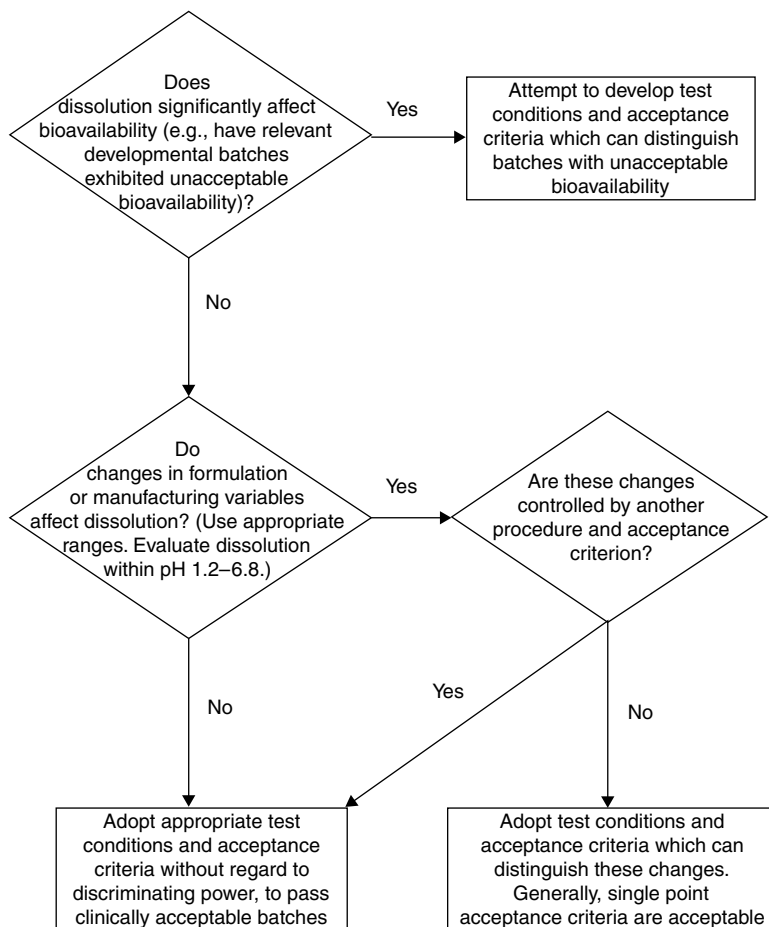 Does
dissolution significantly affect
bioavailability (e.g., have relevant
developmental batches
exhibited unacceptable
bioavailability)?
Yes
Attempt to develop test
conditions and acceptance
criteria which can distinguish
batches with unacceptable
bioavailability
No
Do
changes in formulation
or manufacturing variables
affect dissolution? (Use appropriate
ranges. Evaluate dissolution
within pH 1.2–6.8.)
Yes
Are these changes
controlled by another
procedure and acceptance
criterion?
No
Yes
No
Adopt appropriate test
conditions and acceptance
criteria without regard to
discriminating power, to pass
clinically acceptable batches
Adopt test conditions and
acceptance criteria which can
distinguish these changes.
Generally, single point
acceptance criteria are acceptable